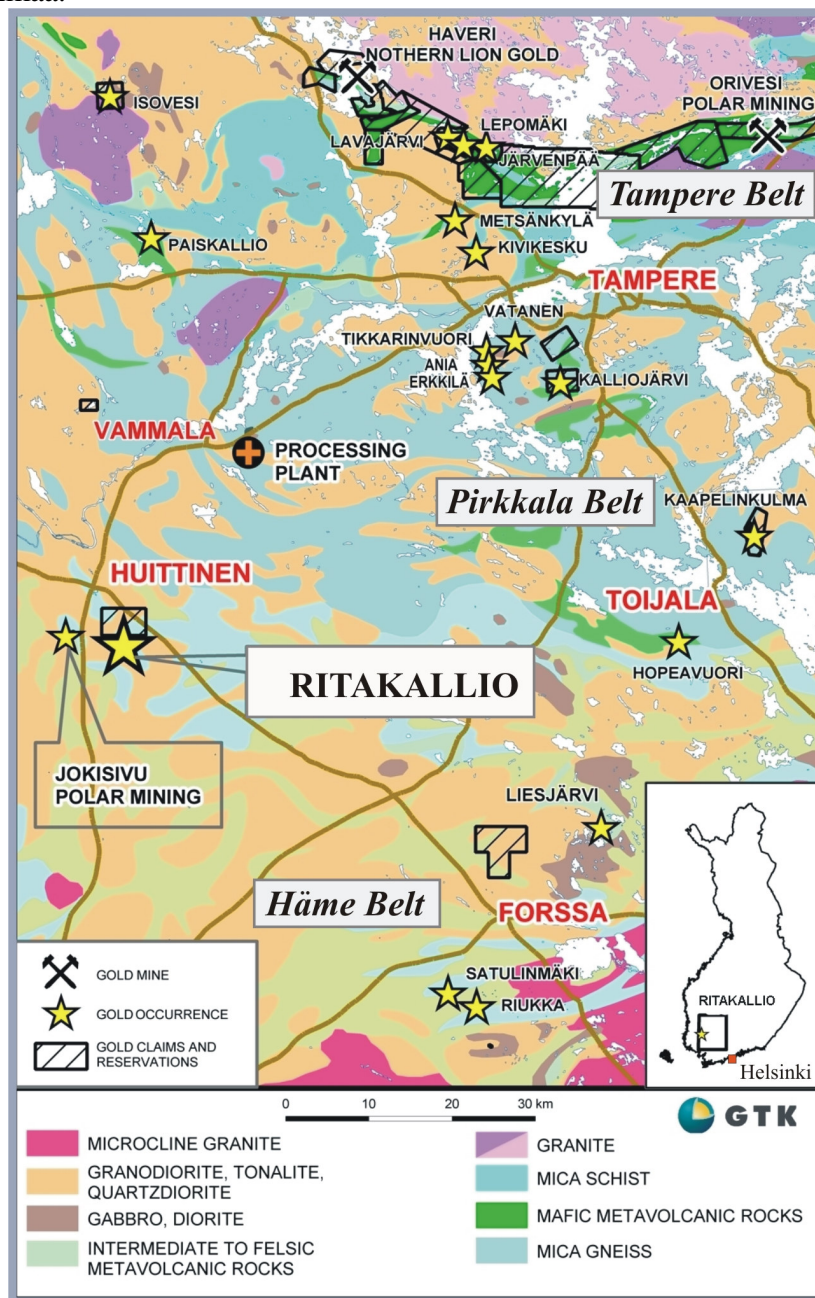 HAVERI
NOTHERN LION GOLD
ORIVESI
POLAR MINING
ISOVESI
LEPOMÄKI
LAVAJÄRVI
JÄRVENPÄÄ
Tampere Belt
METSÄNKYLÄ
PAISKALLIO
KIVIKESKU
TAMPERE
VATANEN
TIKKARINVUORI
ANIA
ERKKILÄ
KALLIOJÄRVI
VAMMALA
PROCESSING
PLANT
Pirkkala Belt
KAAPELINKULMA
HUITTINEN
TOIJALA
RITAKALLIO
HOPEAVUORI
JOKISIVU
POLAR MINING
LIESJÄRVI
Häme Belt
FORSSA
SATULINMÄKI
RIUKKA
GOLD MINE
GOLD OCCURRENCE
GOLD CLAIMS AND
RESERVATIONS
RITAKALLIO
Helsinki
0 10 20 30 km
GTK
MICROCLINE GRANITE
GRANODIORITE, TONALITE,
QUARTZDIORITE
GABBRO, DIORITE
INTERMEDIATE TO FELSIC
METAVOLCANIC ROCKS
GRANITE
MICA SCHIST
MAFIC METAVOLCANIC ROCKS
MICA GNEISS